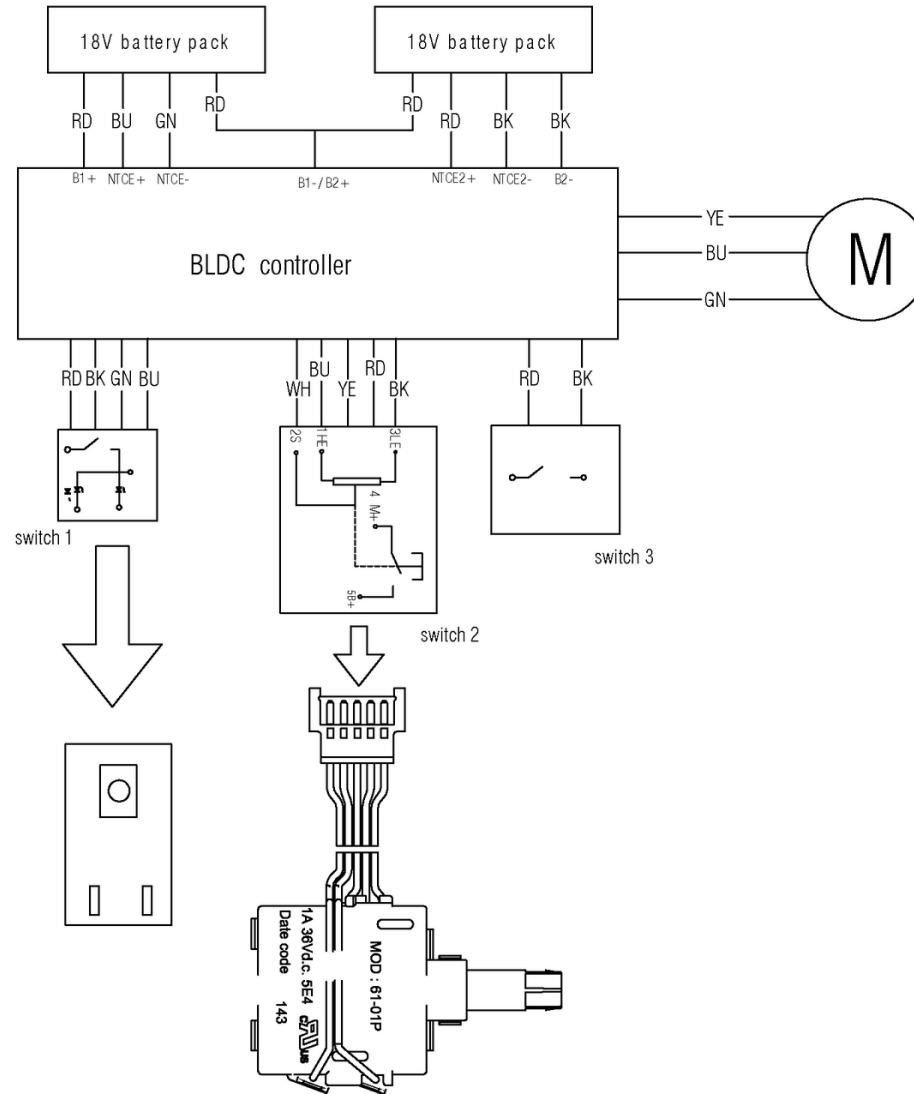 18V battery pack
18V battery pack
RD
BU
GN
RD
RD
RD
BK
BK
B1+
NTCE+
NTCE-
B1-/B2+
NTCE2+
NTCE2-
B2-
BLDC controller
YE
BU
GN
M
RD
BK
GN
BU
WH
BU
YE
RD
BK
RD
BK
2S
1HE
3LE
4 M+
5B+
switch 1
switch 2
switch 3
1A 36Vd.c. 5E4
Date code 143
MOD : 61-01P
c
US